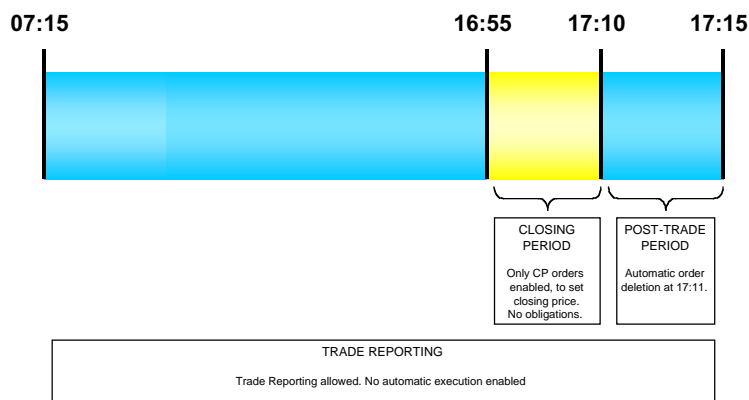 07:15 16:55 17:10 17:15
CLOSING
PERIOD
Only CP orders
enabled, to set
closing price.
No obligations.
POST-TRADE
PERIOD
Automatic order
deletion at 17:11.
TRADE REPORTING
Trade Reporting allowed. No automatic execution enabled